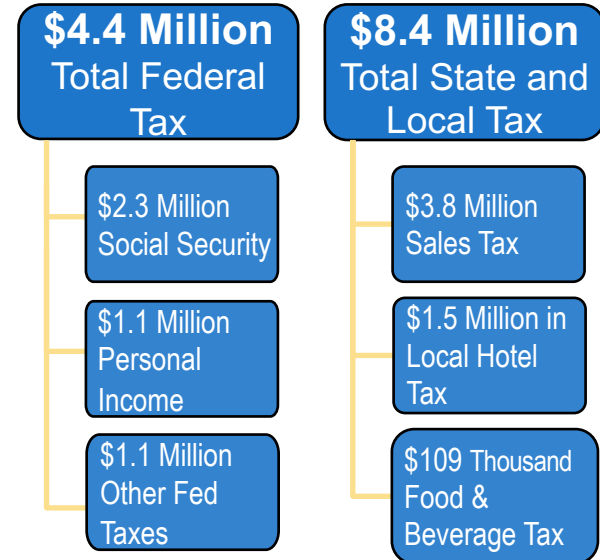 $4.4 Million
Total Federal
Tax
$2.3 Million
Social Security
$1.1 Million
Personal
Income
$1.1 Million
Other Fed
Taxes
$8.4 Million
Total State and
Local Tax
$3.8 Million
Sales Tax
$1.5 Million in
Local Hotel
Tax
$109 Thousand
Food &
Beverage Tax